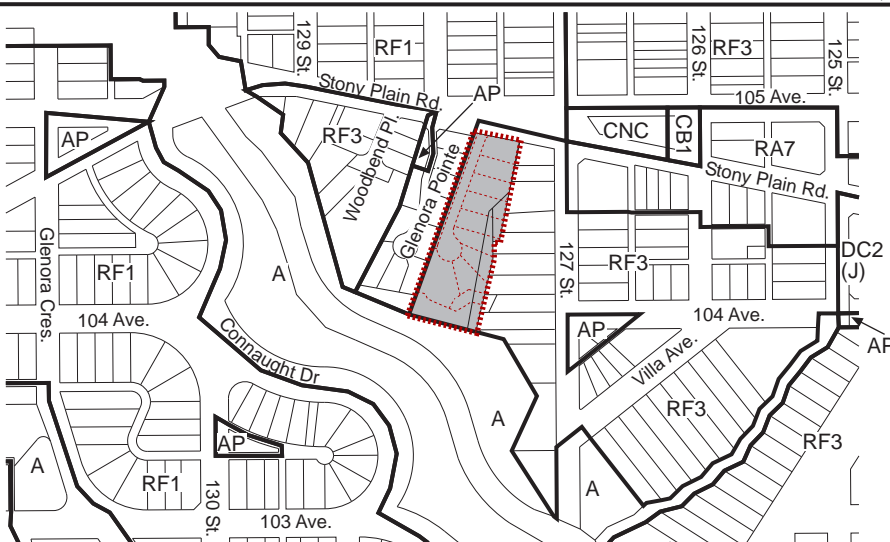 129 St.
RF1
126 St.
RF3
125 St.
Stony Plain Rd.
AP
105 Ave.
AP
RF3
Woodbend Pl.
CNC
CB1
RA7
Glenora Pointe
Stony Plain Rd.
Glenora Cres.
RF1
A
127 St.
RF3
DC2
(J)
104 Ave.
104 Ave.
AP
AP
Connaught Dr
Villa Ave.
RF3
AP
A
RF3
A
RF1
130 St.
A
103 Ave.